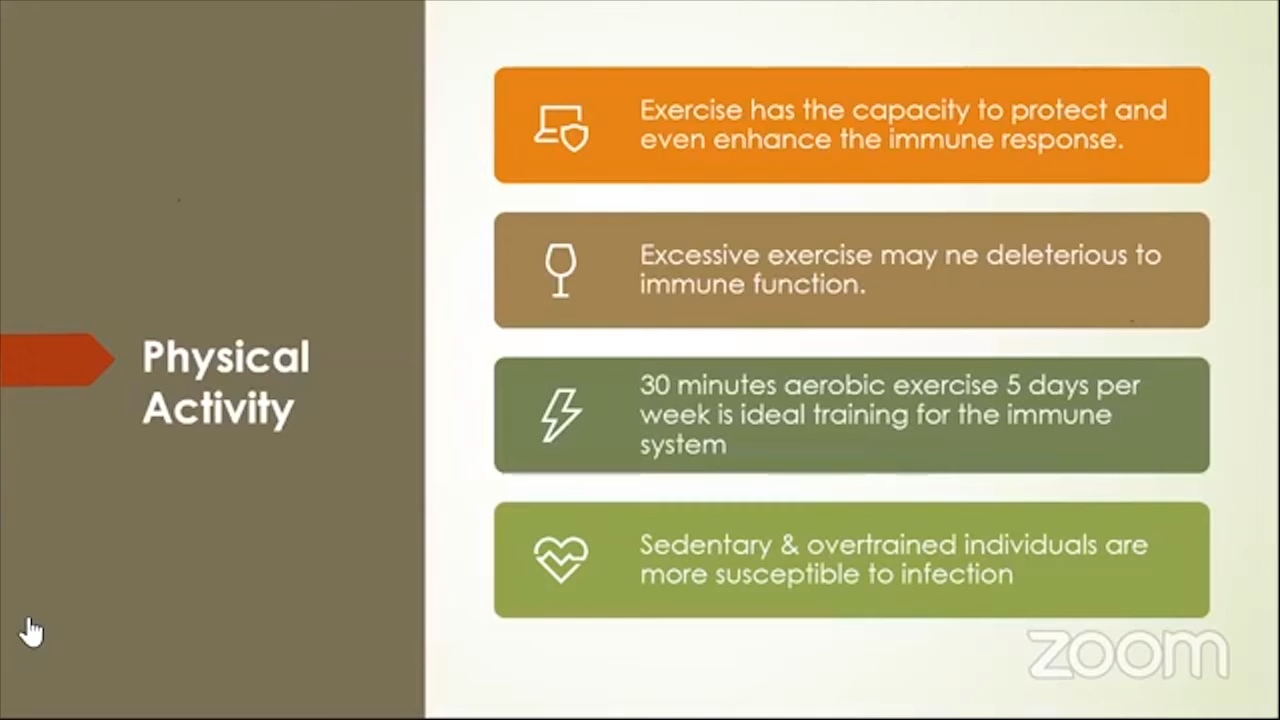 Physical
Activity
Exercise has the capacity to protect and
even enhance the immune response.
Excessive exercise may ne deleterious to
immune function.
30 minutes aerobic exercise 5 days per
week is ideal training for the immune
system
Sedentary & overtrained individuals are
more susceptible to infection
zoom